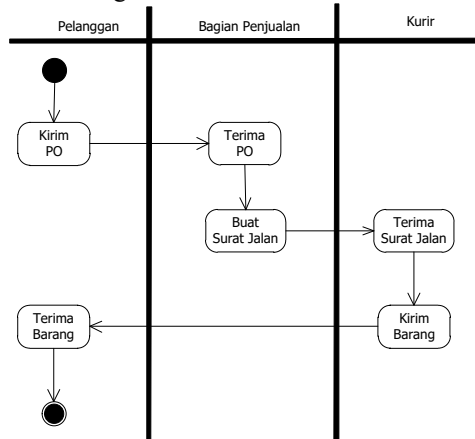 Pelanggan
Bagian Penjualan
Kurir
Kirim
PO
Terima
PO
Buat
Surat Jalan
Terima
Surat Jalan
Terima
Barang
Kirim
Barang